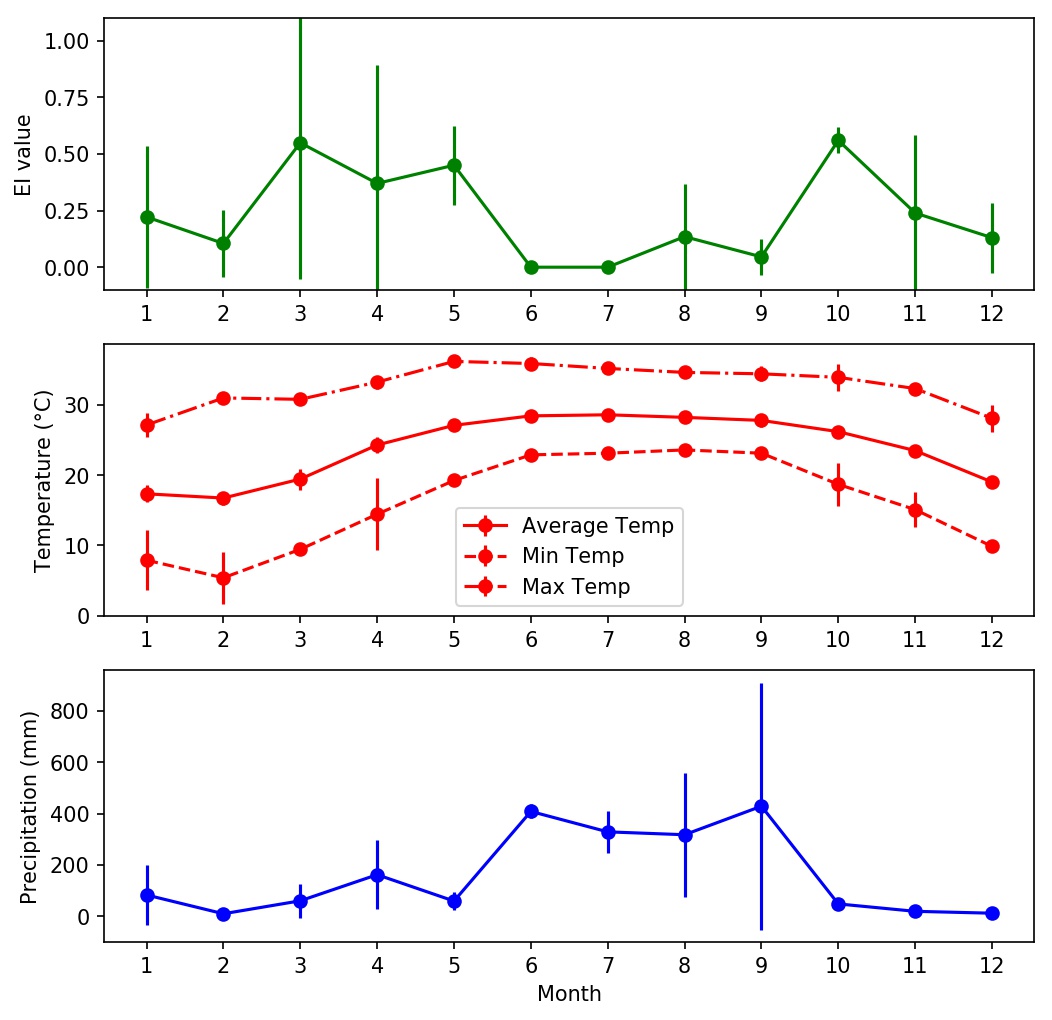 EI value
1.00
0.75
0.50
0.25
0.00
1 2 3 4 5 6 7 8 9 10 11 12
Temperature (°C)
30
20
10
0
Average Temp
Min Temp
Max Temp
1 2 3 4 5 6 7 8 9 10 11 12
Precipitation (mm)
800
600
400
200
0
1 2 3 4 5 6 7 8 9 10 11 12
Month